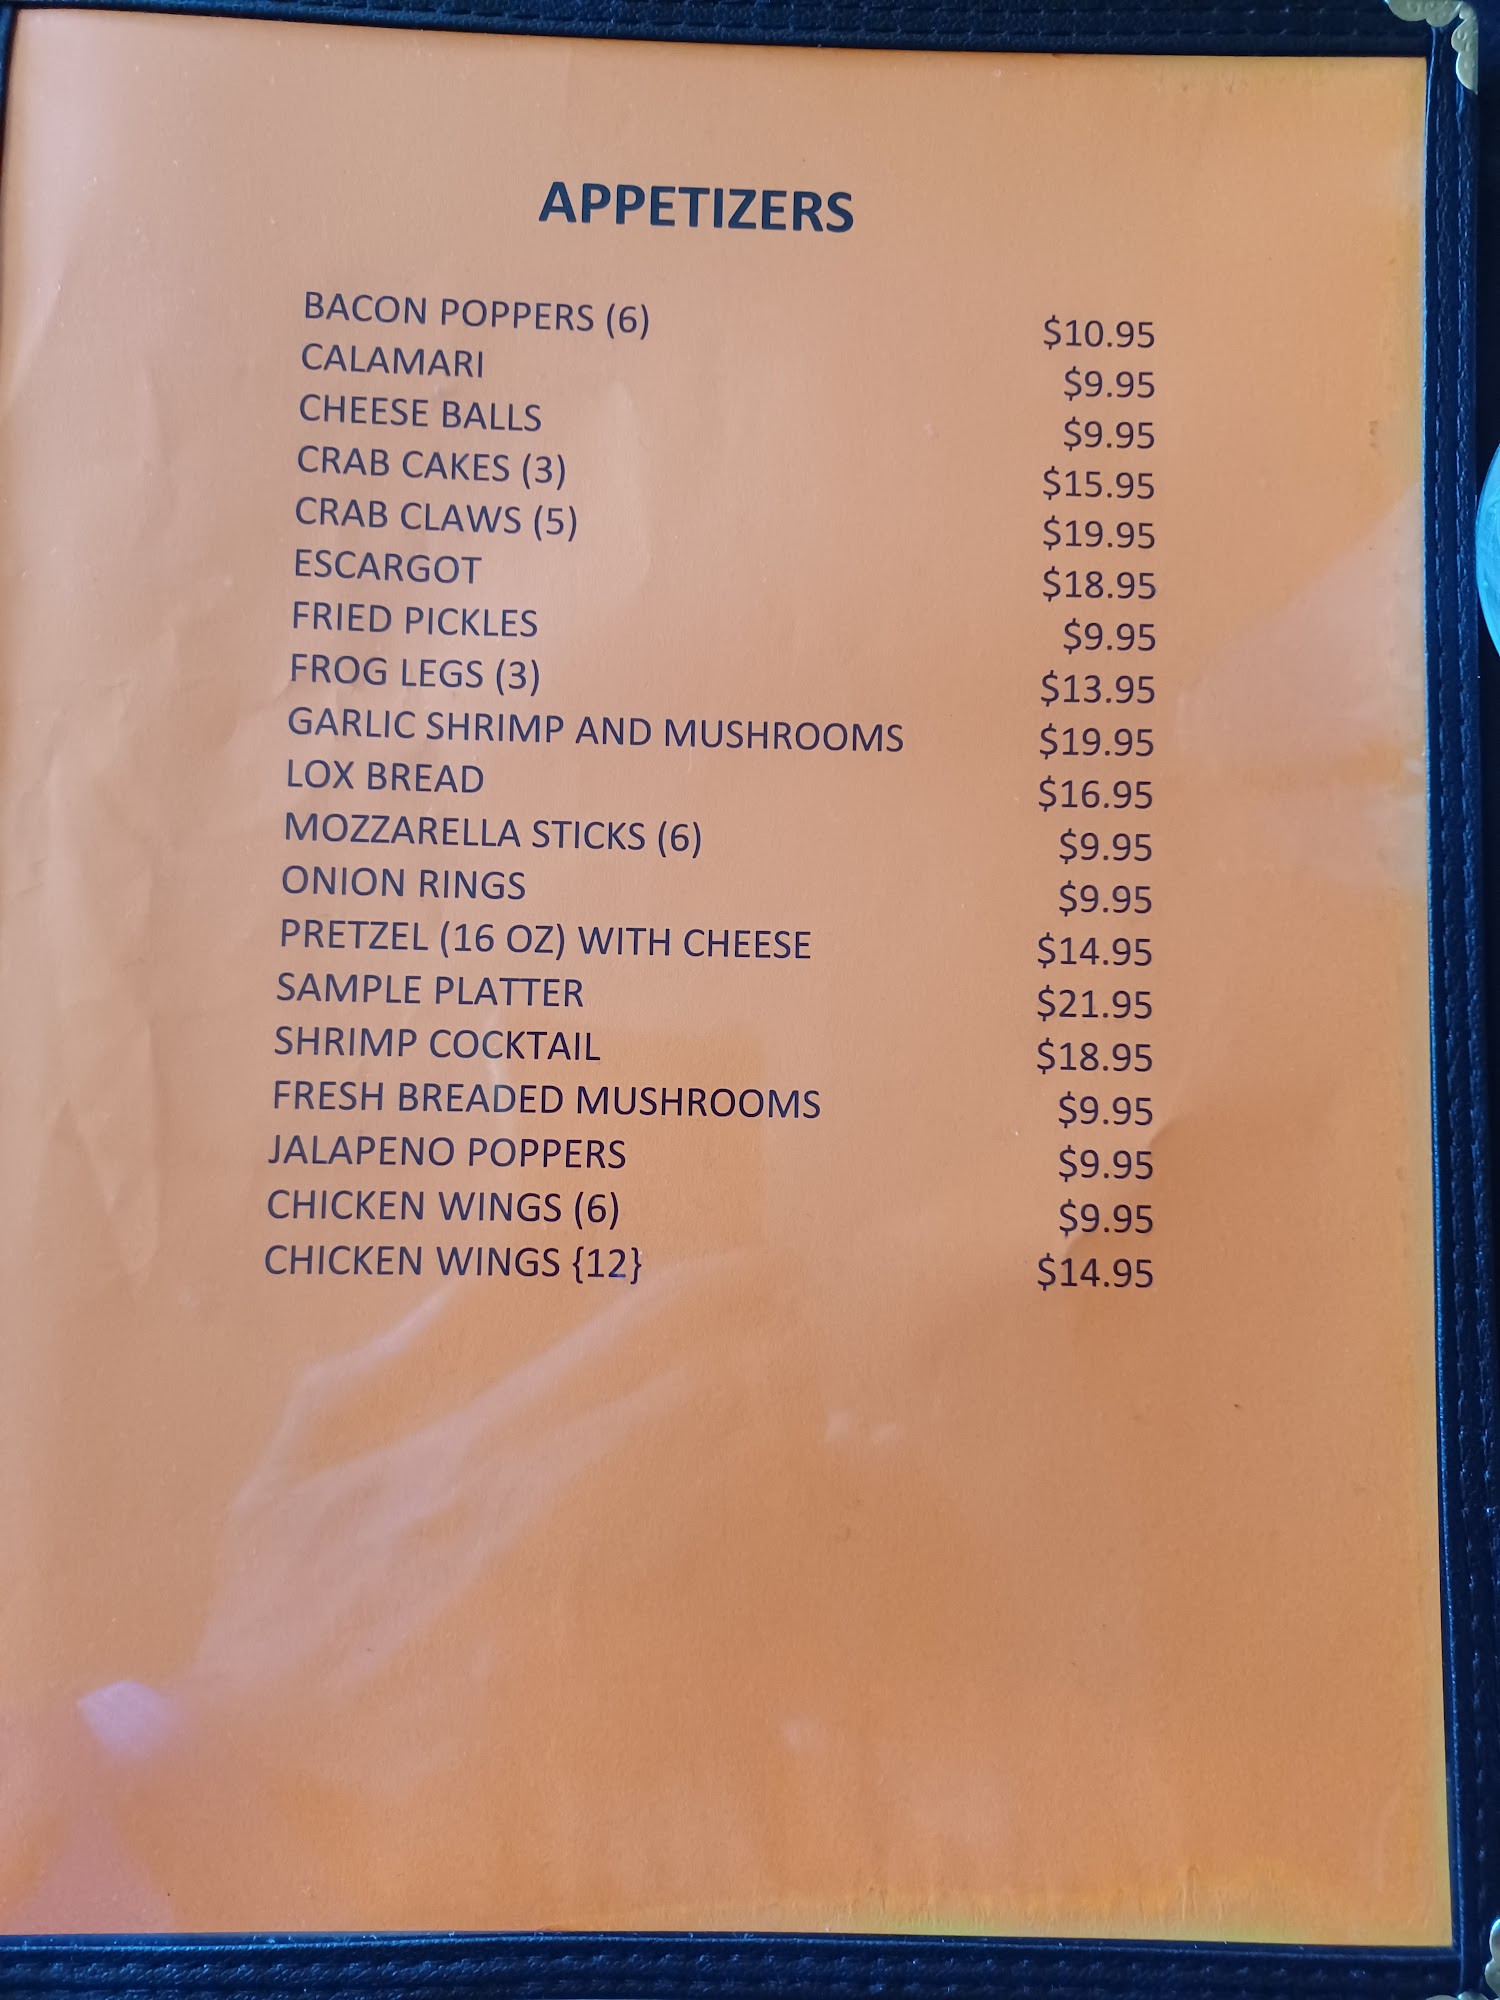 APPETIZERS
BACON POPPERS (6) $10.95
CALAMARI $9.95
CHEESE BALLS $9.95
CRAB CAKES (3) $15.95
CRAB CLAWS (5) $19.95
ESCARGOT $18.95
FRIED PICKLES $9.95
FROG LEGS (3) $13.95
GARLIC SHRIMP AND MUSHROOMS $19.95
LOX BREAD $16.95
MOZZARELLA STICKS (6) $9.95
ONION RINGS $9.95
PRETZEL (16 OZ) WITH CHEESE $14.95
SAMPLE PLATTER $21.95
SHRIMP COCKTAIL $18.95
FRESH BREADED MUSHROOMS $9.95
JALAPENO POPPERS $9.95
CHICKEN WINGS (6) $9.95
CHICKEN WINGS {12} $14.95